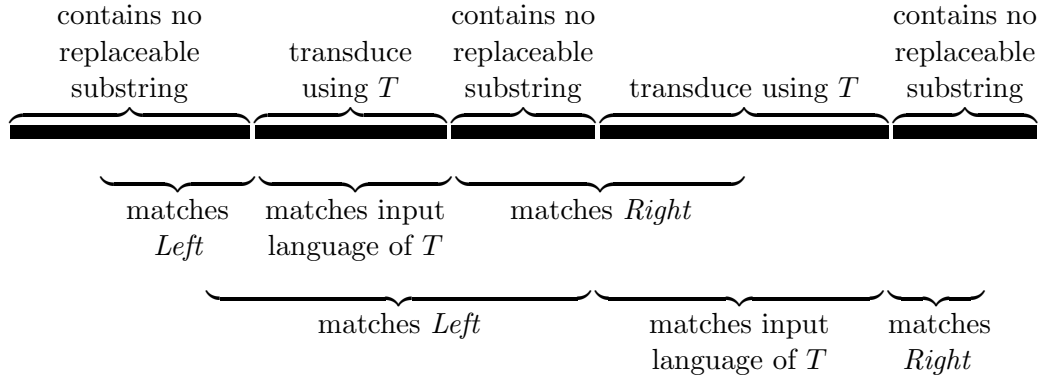 contains no
replaceable
substring
transduce
using T
contains no
replaceable
substring
transduce using T
contains no
replaceable
substring
matches
Left
matches input
language of T
matches Right
matches Left
matches input
language of T
matches
Right